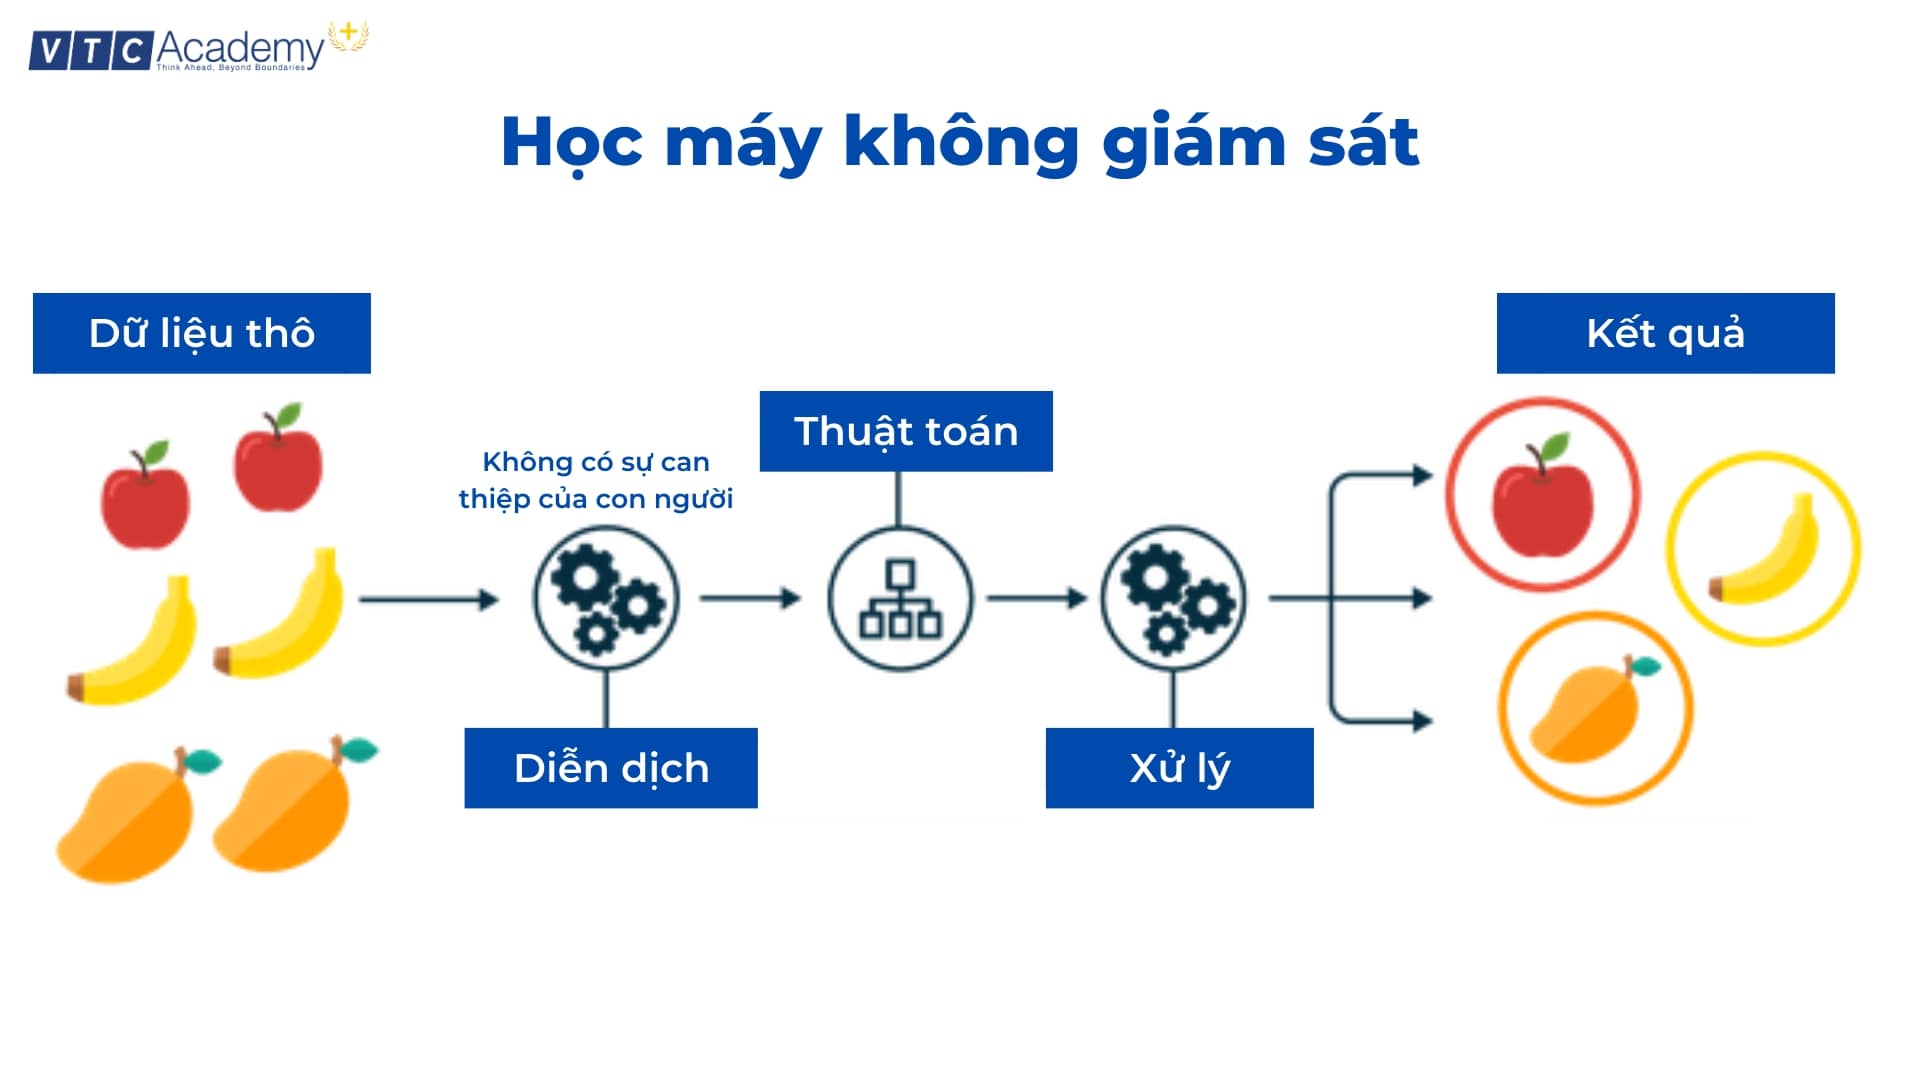 VTC Academy+
Think Ahead, Beyond Boundaries
Học máy không giám sát
Dữ liệu thô
Kết quả
Thuật toán
Không có sự can
thiệp của con người
Diễn dịch
Xử lý